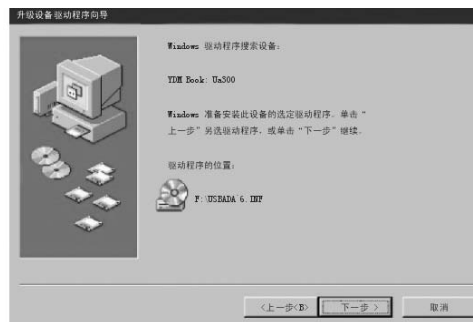 升级设备驱动程序向导
Windows 驱动程序搜索设备:
YDM Book: Ua500
Windows 准备安装此设备的选定驱动程序. 单击“
上一步”另选驱动程序, 或单击“下一步”继续.
驱动程序的位置:
F:\USBADA~6.INF
<上一步<B>
下一步 >
取消